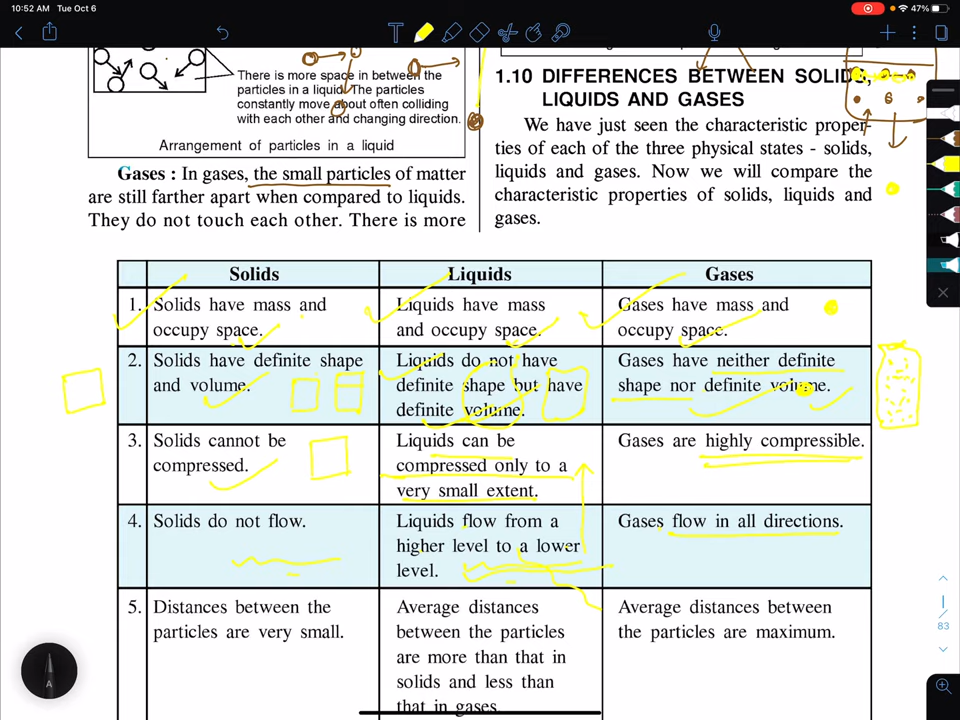 10:52 AM Tue Oct 6
47%
There is more space in between the
particles in a liquid. The particles
constantly move about often colliding
with each other and changing direction.
Arrangement of particles in a liquid
Gases : In gases, the small particles of matter
are still farther apart when compared to liquids.
They do not touch each other. There is more
1.10 DIFFERENCES BETWEEN SOLIDS,
LIQUIDS AND GASES
We have just seen the characteristic proper-
ties of each of the three physical states - solids,
liquids and gases. Now we will compare the
characteristic properties of solids, liquids and
gases.
Solids Liquids Gases
1. Solids have mass and
occupy space.
Liquids have mass
and occupy space.
Gases have mass and
occupy space.
2. Solids have definite shape
and volume.
Liquids do not have
definite shape but have
definite volume.
Gases have neither definite
shape nor definite volume.
3. Solids cannot be
compressed.
Liquids can be
compressed only to a
very small extent.
Gases are highly compressible.
4. Solids do not flow.
Liquids flow from a
higher level to a lower
level.
Gases flow in all directions.
5. Distances between the
particles are very small.
Average distances
between the particles
are more than that in
solids and less than
that in gases.
Average distances between
the particles are maximum.
83
A